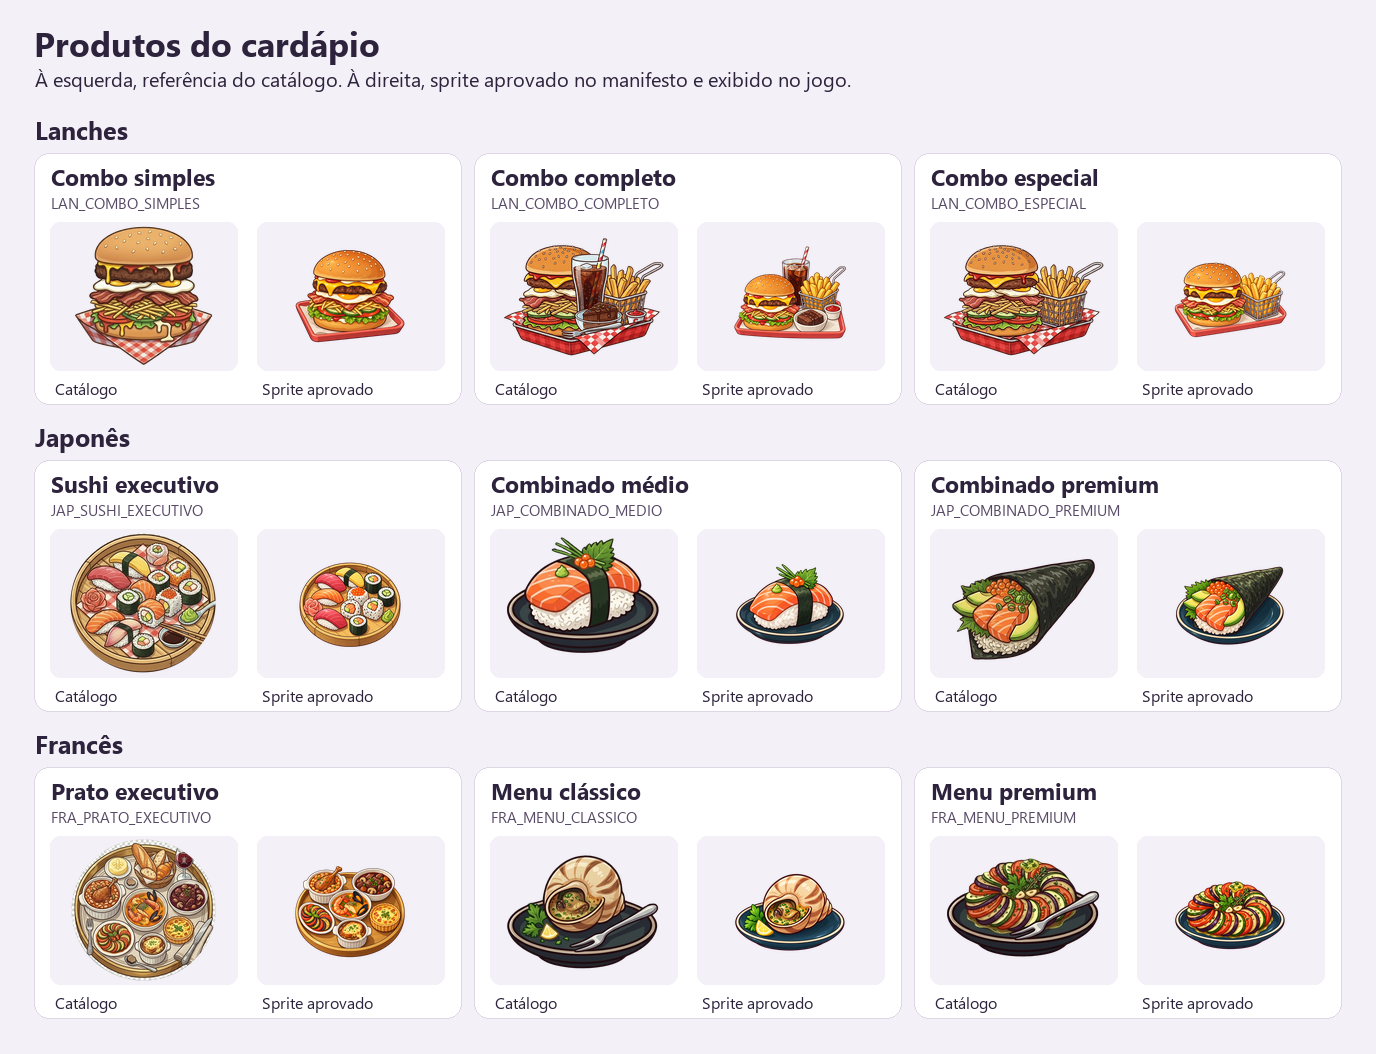 Produtos do cardápio
À esquerda, referência do catálogo. À direita, sprite aprovado no manifesto e exibido no jogo.
Lanches
Combo simples
LAN_COMBO_SIMPLES
Catálogo
Sprite aprovado
Combo completo
LAN_COMBO_COMPLETO
Catálogo
Sprite aprovado
Combo especial
LAN_COMBO_ESPECIAL
Catálogo
Sprite aprovado
Japonês
Sushi executivo
JAP_SUSHI_EXECUTIVO
Catálogo
Sprite aprovado
Combinado médio
JAP_COMBINADO_MEDIO
Catálogo
Sprite aprovado
Combinado premium
JAP_COMBINADO_PREMIUM
Catálogo
Sprite aprovado
Francês
Prato executivo
FRA_PRATO_EXECUTIVO
Catálogo
Sprite aprovado
Menu clássico
FRA_MENU_CLASSICO
Catálogo
Sprite aprovado
Menu premium
FRA_MENU_PREMIUM
Catálogo
Sprite aprovado